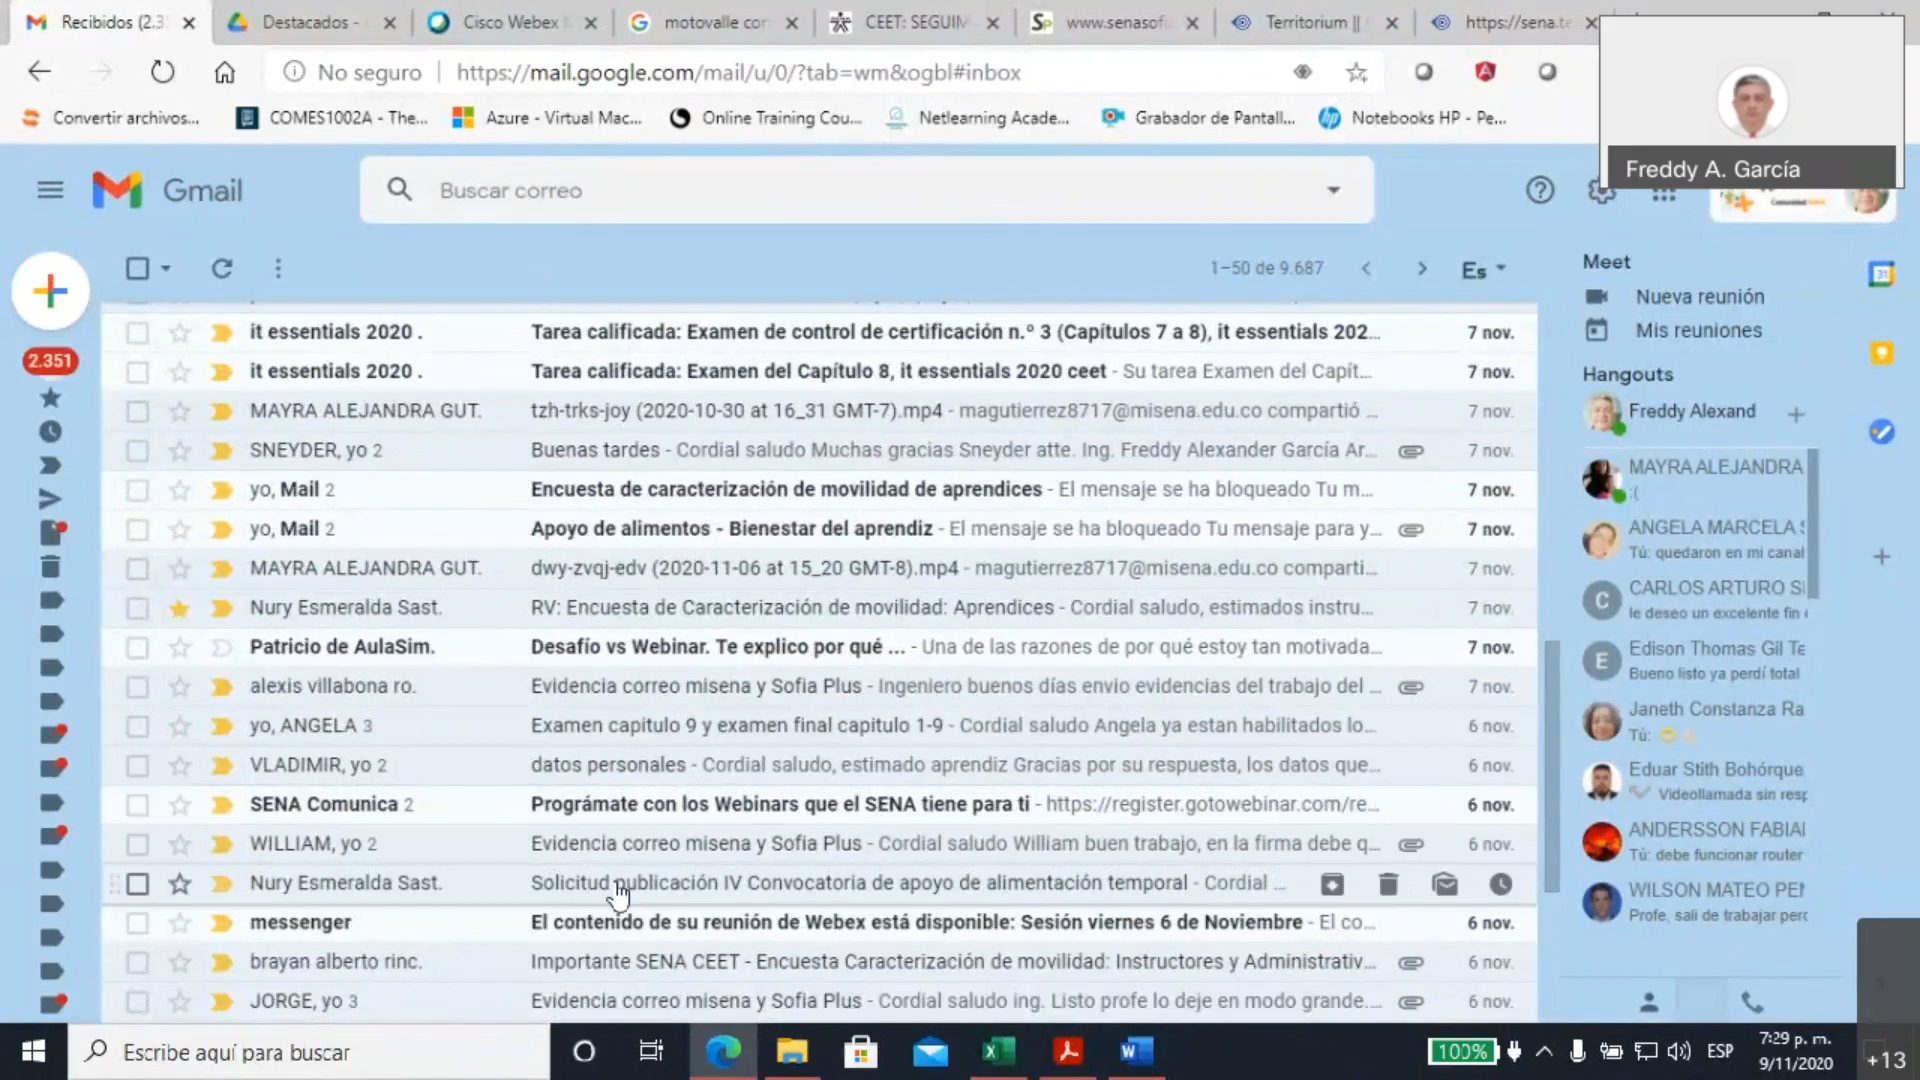 Recibidos (2.3
Destacados -
Cisco Webex
motovalle cor
CEET: SEGUIM
www.senasofi
Territorium ||
https://sena.te
No seguro
https://mail.google.com/mail/u/0/?tab=wm&ogbl#inbox
Convertir archivos...
COMES1002A - The...
Azure - Virtual Mac...
Online Training Cou...
Netlearning Acade...
Grabador de Pantall...
Notebooks HP - Pe...
Freddy A. García
Gmail
Buscar correo
1–50 de 9.687
Es
2.351
it essentials 2020 . Tarea calificada: Examen de control de certificación n.º 3 (Capítulos 7 a 8), it essentials 202... 7 nov.
it essentials 2020 . Tarea calificada: Examen del Capítulo 8, it essentials 2020 ceet - Su tarea Examen del Capít... 7 nov.
MAYRA ALEJANDRA GUT. tzh-trks-joy (2020-10-30 at 16_31 GMT-7).mp4 - magutierrez8717@misena.edu.co compartió ... 7 nov.
SNEYDER, yo 2 Buenas tardes - Cordial saludo Muchas gracias Sneyder atte. Ing. Freddy Alexander García Ar... 7 nov.
yo, Mail 2 Encuesta de caracterización de movilidad de aprendices - El mensaje se ha bloqueado Tu m... 7 nov.
yo, Mail 2 Apoyo de alimentos - Bienestar del aprendiz - El mensaje se ha bloqueado Tu mensaje para y... 7 nov.
MAYRA ALEJANDRA GUT. dwy-zvqj-edv (2020-11-06 at 15_20 GMT-8).mp4 - magutierrez8717@misena.edu.co comparti... 7 nov.
Nury Esmeralda Sast. RV: Encuesta de Caracterización de movilidad: Aprendices - Cordial saludo, estimados instru... 7 nov.
Patricio de AulaSim. Desafío vs Webinar. Te explico por qué ... - Una de las razones de por qué estoy tan motivada... 7 nov.
alexis villabona ro. Evidencia correo misena y Sofia Plus - Ingeniero buenos días envio evidencias del trabajo del ... 7 nov.
yo, ANGELA 3 Examen capitulo 9 y examen final capitulo 1-9 - Cordial saludo Angela ya estan habilitados lo... 6 nov.
VLADIMIR, yo 2 datos personales - Cordial saludo, estimado aprendiz Gracias por su respuesta, los datos que... 6 nov.
SENA Comunica 2 Prográmate con los Webinars que el SENA tiene para ti - https://register.gotowebinar.com/re... 6 nov.
WILLIAM, yo 2 Evidencia correo misena y Sofia Plus - Cordial saludo William buen trabajo, en la firma debe q... 6 nov.
Nury Esmeralda Sast. Solicitud publicación IV Convocatoria de apoyo de alimentación temporal - Cordial ...
messenger El contenido de su reunión de Webex está disponible: Sesión viernes 6 de Noviembre - El co... 6 nov.
brayan alberto rinc. Importante SENA CEET - Encuesta Caracterización de movilidad: Instructores y Administrativ... 6 nov.
JORGE, yo 3 Evidencia correo misena y Sofia Plus - Cordial saludo ing. Listo profe lo deje en modo grande.... 6 nov.
Meet
Nueva reunión
Mis reuniones
Hangouts
Freddy Alexand
MAYRA ALEJANDRA
:(
ANGELA MARCELA S
Tú: quedaron en mi canal
CARLOS ARTURO SI
le deseo un excelente fin
Edison Thomas Gil Te
Bueno listo ya perdí total
Janeth Constanza Ra
Tú:
Eduar Stith Bohórque
Videollamada sin resp
ANDERSSON FABIAI
Tú: debe funcionar router
WILSON MATEO PEI
Profe, sali de trabajar perc
Escribe aquí para buscar
100%
ESP
7:29 p. m.
9/11/2020
+13